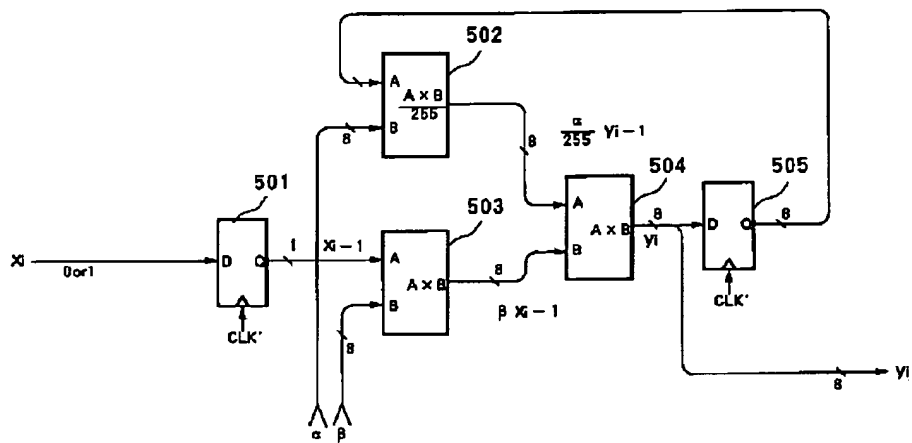 502
A
A × B
255
B
8
8
α
255
yi-1
501
Xi
0or1
D
Q
1
Xi-1
CLK'
503
A
A × B
B
8
8
β Xi-1
504
A
A × B
B
8
yi
505
D
Q
8
CLK'
8
yi
α
β